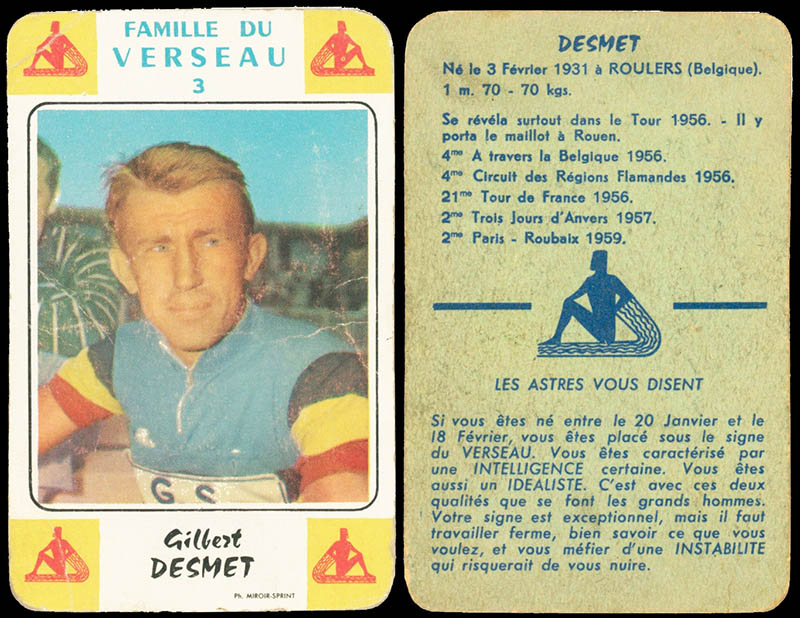 FAMILLE DU
VERSEAU
3
G S
Gilbert
DESMET
Ph. MIROIR-SPRINT
DESMET
Né le 3 Février 1931 à ROULERS (Belgique).
1 m. 70 - 70 kgs.
Se révéla surtout dans le Tour 1956. - Il y
porta le maillot à Rouen.
4me A travers la Belgique 1956.
4me Circuit des Régions Flamandes 1956.
21me Tour de France 1956.
2me Trois Jours d'Anvers 1957.
2me Paris - Roubaix 1959.
LES ASTRES VOUS DISENT
Si vous êtes né entre le 20 Janvier et le
18 Février, vous êtes placé sous le signe
du VERSEAU. Vous êtes caractérisé par
une INTELLIGENCE certaine. Vous êtes
aussi un IDEALISTE. C'est avec ces deux
qualités que se font les grands hommes.
Votre signe est exceptionnel, mais il faut
travailler ferme, bien savoir ce que vous
voulez, et vous méfier d'une INSTABILITE
qui risquerait de vous nuire.